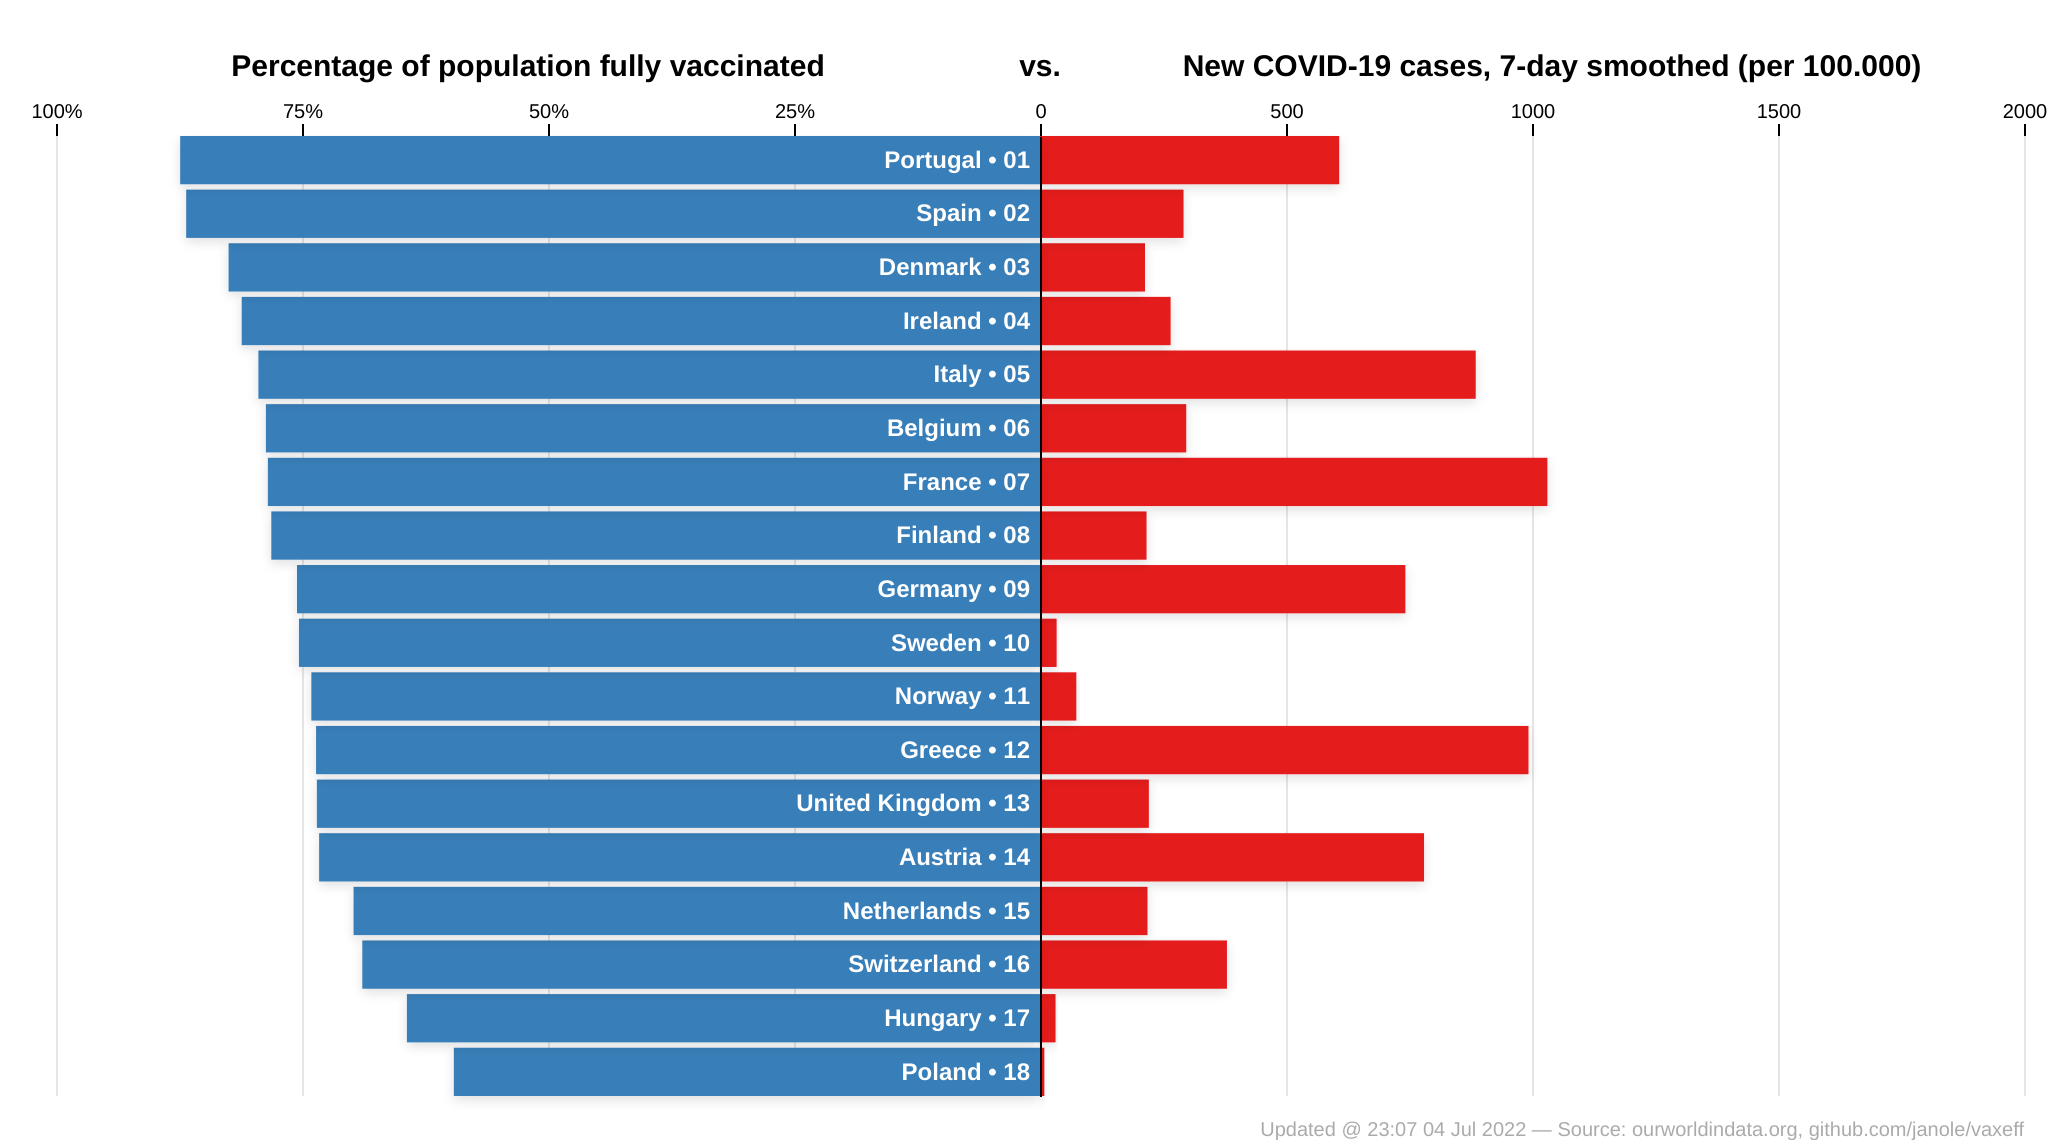 Percentage of population fully vaccinated vs. New COVID-19 cases, 7-day smoothed (per 100.000)
100% 75% 50% 25% 0 500 1000 1500 2000
Portugal • 01
Spain • 02
Denmark • 03
Ireland • 04
Italy • 05
Belgium • 06
France • 07
Finland • 08
Germany • 09
Sweden • 10
Norway • 11
Greece • 12
United Kingdom • 13
Austria • 14
Netherlands • 15
Switzerland • 16
Hungary • 17
Poland • 18
Updated @ 23:07 04 Jul 2022 — Source: ourworldindata.org, github.com/janole/vaxeff